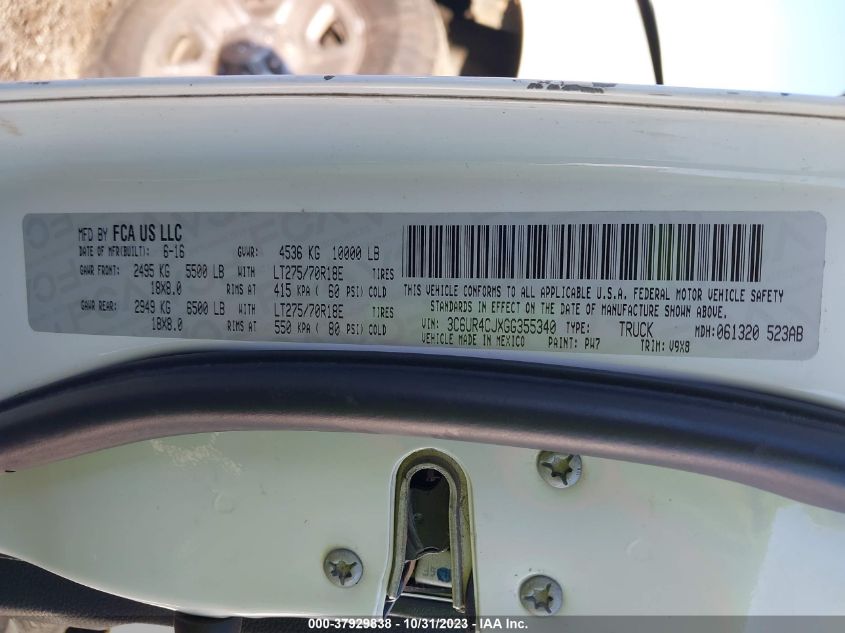 MFD BY FCA US LLC
DATE OF MFR(BUILT): 6-16 GVWR: 4536 KG 10000 LB
GAWR FRONT: 2495 KG 5500 LB WITH LT275/70R18E TIRES
18X8.0 RIMS AT 415 KPA ( 60 PSI) COLD
GAWR REAR: 2949 KG 6500 LB WITH LT275/70R18E TIRES
18X8.0 RIMS AT 550 KPA ( 80 PSI) COLD
THIS VEHICLE CONFORMS TO ALL APPLICABLE U.S.A. FEDERAL MOTOR VEHICLE SAFETY
STANDARDS IN EFFECT ON THE DATE OF MANUFACTURE SHOWN ABOVE.
VIN: 3C6UR4CJXGG355340 TYPE: TRUCK MDH: 061320 523AB
VEHICLE MADE IN MEXICO PAINT: PW7 TRIM: V9X8
000-37929838 - 10/31/2023 - IAA Inc.